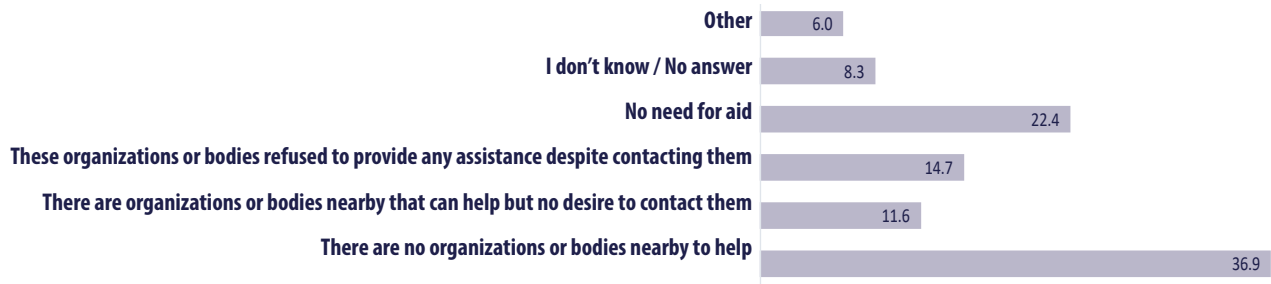 Other
6.0
I don't know / No answer
8.3
No need for aid
22.4
These organizations or bodies refused to provide any assistance despite contacting them
14.7
There are organizations or bodies nearby that can help but no desire to contact them
11.6
There are no organizations or bodies nearby to help
36.9